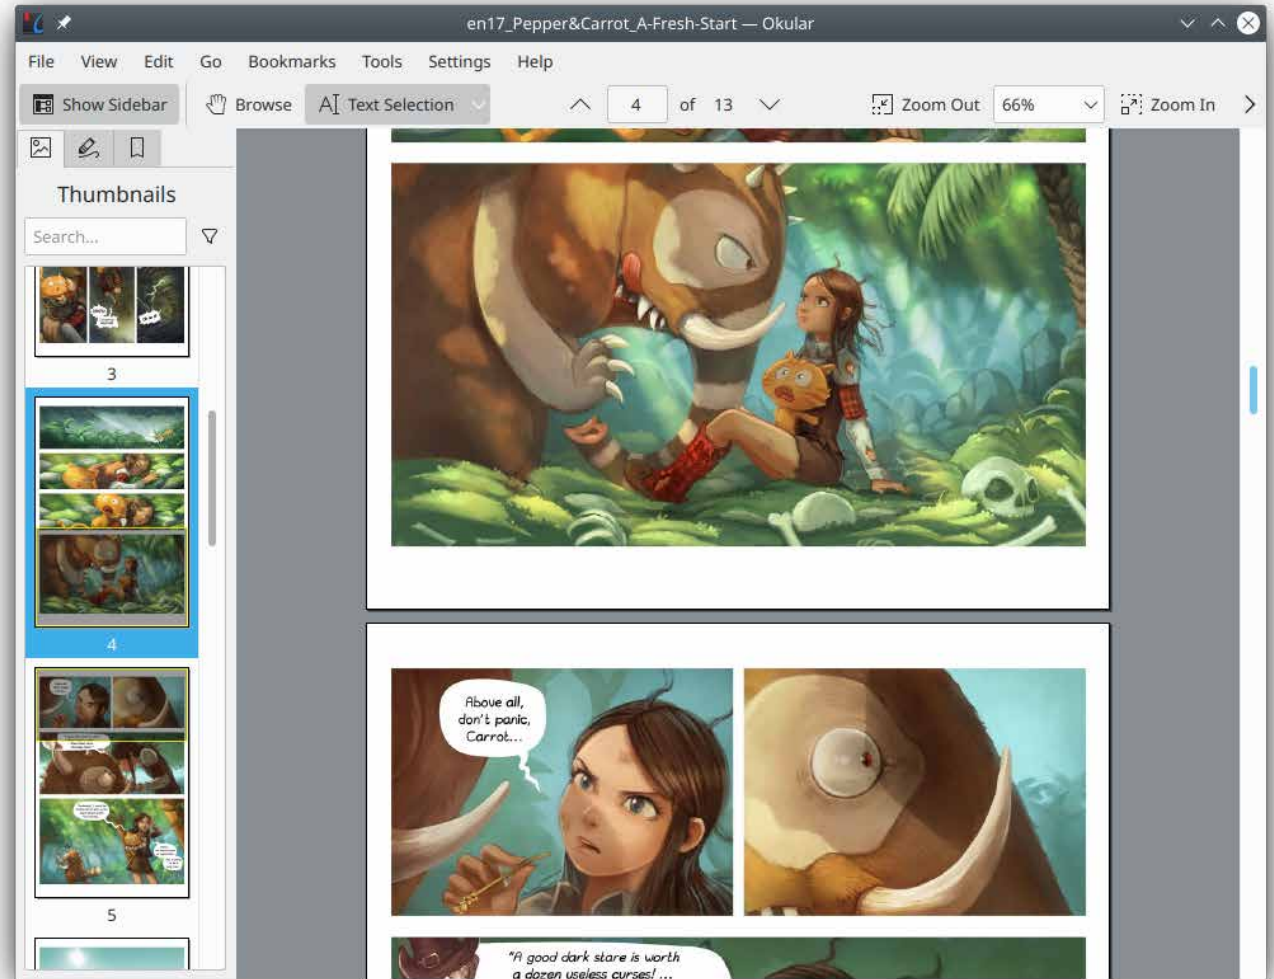 en17_Pepper&Carrot_A-Fresh-Start — Okular
File View Edit Go Bookmarks Tools Settings Help
Show Sidebar Browse Text Selection 4 of 13 Zoom Out 66% Zoom In
Thumbnails
Search...
3
4
5
Above all,
don't panic,
Carrot...
"A good dark stare is worth
a dozen useless curses! ...